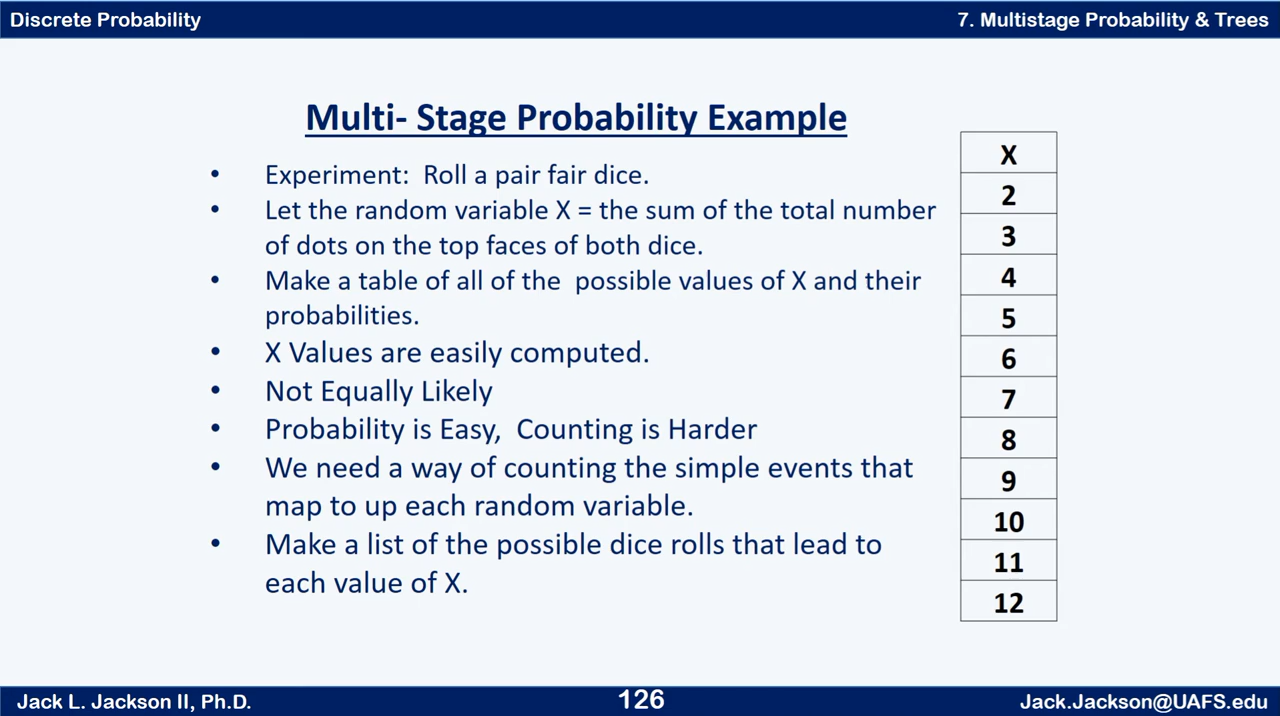 Discrete Probability
7. Multistage Probability & Trees
Multi- Stage Probability Example
• Experiment:  Roll a pair fair dice.
• Let the random variable X = the sum of the total number
of dots on the top faces of both dice.
• Make a table of all of the  possible values of X and their
probabilities.
• X Values are easily computed.
• Not Equally Likely
• Probability is Easy,  Counting is Harder
• We need a way of counting the simple events that
map to up each random variable.
• Make a list of the possible dice rolls that lead to
each value of X.
X
2
3
4
5
6
7
8
9
10
11
12
Jack L. Jackson II, Ph.D.
126
Jack.Jackson@UAFS.edu